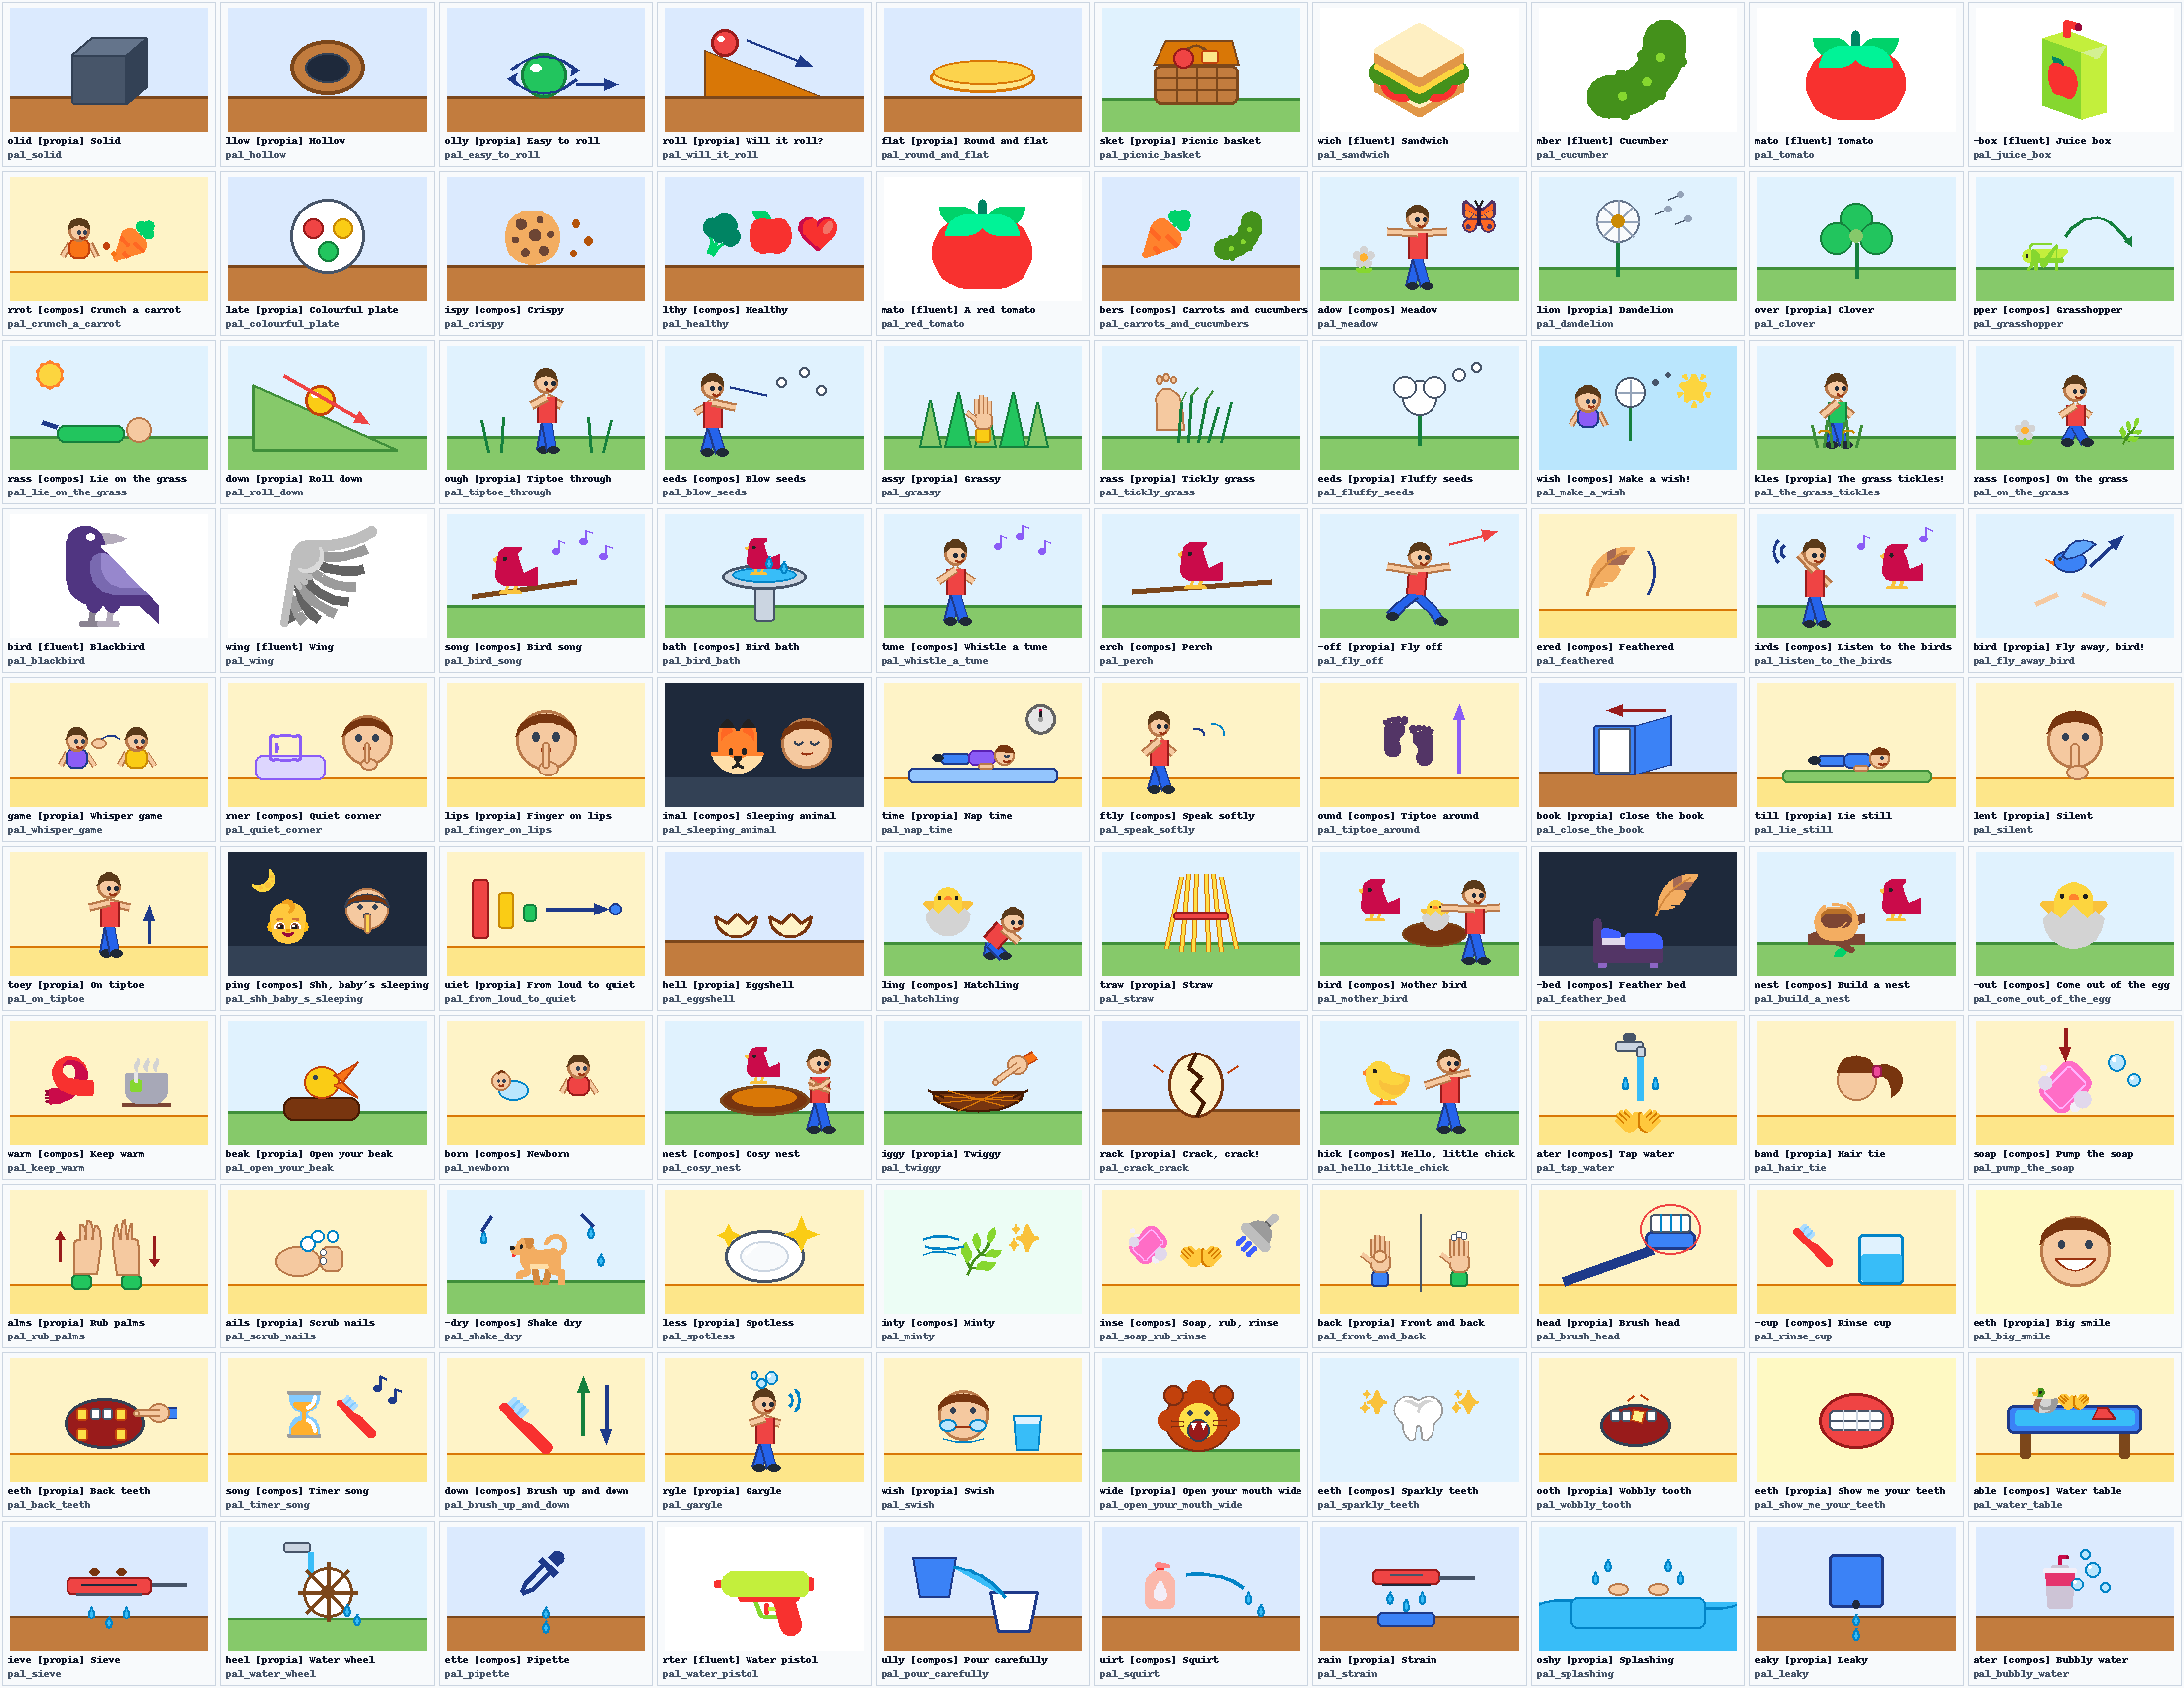 olid [propia] Solid
pal_solid
llow [propia] Hollow
pal_hollow
olly [propia] Easy to roll
pal_easy_to_roll
roll [propia] Will it roll?
pal_will_it_roll
flat [propia] Round and flat
pal_round_and_flat
sket [propia] Picnic basket
pal_picnic_basket
wich [fluent] Sandwich
pal_sandwich
mber [fluent] Cucumber
pal_cucumber
mato [fluent] Tomato
pal_tomato
-box [fluent] Juice box
pal_juice_box
rrot [compos] Crunch a carrot
pal_crunch_a_carrot
late [propia] Colourful plate
pal_colourful_plate
ispy [compos] Crispy
pal_crispy
lthy [compos] Healthy
pal_healthy
mato [fluent] A red tomato
pal_red_tomato
bers [compos] Carrots and cucumbers
pal_carrots_and_cucumbers
adow [compos] Meadow
pal_meadow
lion [propia] Dandelion
pal_dandelion
over [propia] Clover
pal_clover
pper [compos] Grasshopper
pal_grasshopper
rass [compos] Lie on the grass
pal_lie_on_the_grass
down [propia] Roll down
pal_roll_down
ough [propia] Tiptoe through
pal_tiptoe_through
eeds [compos] Blow seeds
pal_blow_seeds
assy [propia] Grassy
pal_grassy
rass [propia] Tickly grass
pal_tickly_grass
eeds [propia] Fluffy seeds
pal_fluffy_seeds
wish [compos] Make a wish!
pal_make_a_wish
kles [propia] The grass tickles!
pal_the_grass_tickles
rass [compos] On the grass
pal_on_the_grass
bird [fluent] Blackbird
pal_blackbird
wing [fluent] Wing
pal_wing
song [compos] Bird song
pal_bird_song
bath [compos] Bird bath
pal_bird_bath
tune [compos] Whistle a tune
pal_whistle_a_tune
erch [compos] Perch
pal_perch
-off [propia] Fly off
pal_fly_off
ered [compos] Feathered
pal_feathered
irds [compos] Listen to the birds
pal_listen_to_the_birds
bird [propia] Fly away, bird!
pal_fly_away_bird
game [propia] Whisper game
pal_whisper_game
rner [compos] Quiet corner
pal_quiet_corner
lips [propia] Finger on lips
pal_finger_on_lips
imal [compos] Sleeping animal
pal_sleeping_animal
time [propia] Nap time
pal_nap_time
ftly [compos] Speak softly
pal_speak_softly
ound [compos] Tiptoe around
pal_tiptoe_around
book [propia] Close the book
pal_close_the_book
till [propia] Lie still
pal_lie_still
lent [propia] Silent
pal_silent
toey [propia] On tiptoe
pal_on_tiptoe
ping [compos] Shh, baby's sleeping
pal_shh_baby_s_sleeping
uiet [propia] From loud to quiet
pal_from_loud_to_quiet
hell [propia] Eggshell
pal_eggshell
ling [compos] Hatchling
pal_hatchling
traw [propia] Straw
pal_straw
bird [compos] Mother bird
pal_mother_bird
-bed [compos] Feather bed
pal_feather_bed
nest [compos] Build a nest
pal_build_a_nest
-out [compos] Come out of the egg
pal_come_out_of_the_egg
warm [compos] Keep warm
pal_keep_warm
beak [propia] Open your beak
pal_open_your_beak
born [compos] Newborn
pal_newborn
nest [compos] Cosy nest
pal_cosy_nest
iggy [propia] Twiggy
pal_twiggy
rack [propia] Crack, crack!
pal_crack_crack
hick [compos] Hello, little chick
pal_hello_little_chick
ater [compos] Tap water
pal_tap_water
band [propia] Hair tie
pal_hair_tie
soap [compos] Pump the soap
pal_pump_the_soap
alms [propia] Rub palms
pal_rub_palms
ails [propia] Scrub nails
pal_scrub_nails
-dry [compos] Shake dry
pal_shake_dry
less [propia] Spotless
pal_spotless
inty [compos] Minty
pal_minty
inse [compos] Soap, rub, rinse
pal_soap_rub_rinse
back [propia] Front and back
pal_front_and_back
head [propia] Brush head
pal_brush_head
-cup [compos] Rinse cup
pal_rinse_cup
eeth [propia] Big smile
pal_big_smile
eeth [propia] Back teeth
pal_back_teeth
song [compos] Timer song
pal_timer_song
down [compos] Brush up and down
pal_brush_up_and_down
rgle [propia] Gargle
pal_gargle
wish [propia] Swish
pal_swish
wide [propia] Open your mouth wide
pal_open_your_mouth_wide
eeth [compos] Sparkly teeth
pal_sparkly_teeth
ooth [propia] Wobbly tooth
pal_wobbly_tooth
eeth [propia] Show me your teeth
pal_show_me_your_teeth
able [compos] Water table
pal_water_table
ieve [propia] Sieve
pal_sieve
heel [propia] Water wheel
pal_water_wheel
ette [compos] Pipette
pal_pipette
rter [fluent] Water pistol
pal_water_pistol
ully [compos] Pour carefully
pal_pour_carefully
uirt [compos] Squirt
pal_squirt
rain [propia] Strain
pal_strain
oshy [propia] Splashing
pal_splashing
eaky [propia] Leaky
pal_leaky
ater [compos] Bubbly water
pal_bubbly_water